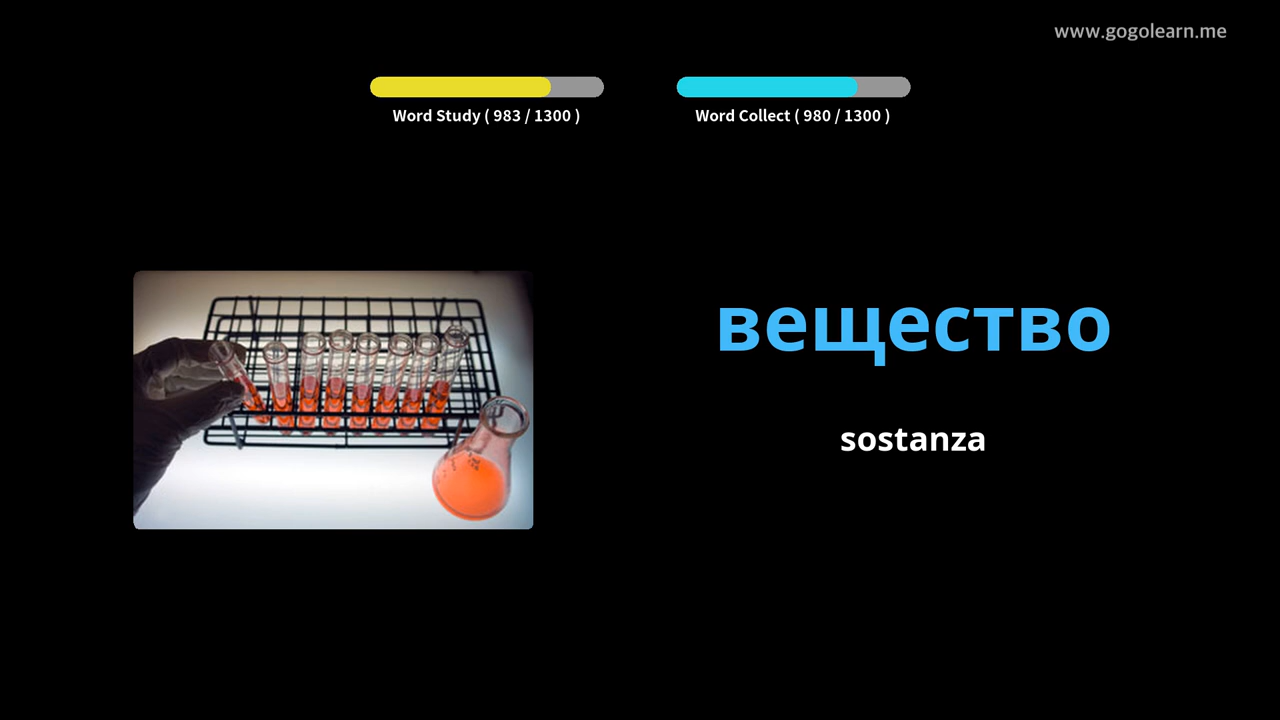 www.gogolearn.me
Word Study ( 983 / 1300 )
Word Collect ( 980 / 1300 )
вещество
sostanza